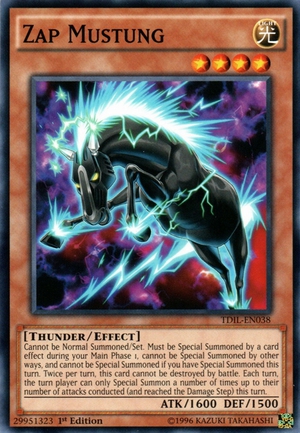 ZAP MUSTUNG
LIGHT
光
TDIL-EN038
[THUNDER/EFFECT]
Cannot be Normal Summoned/Set. Must be Special Summoned by a card
effect during your Main Phase 1, cannot be Special Summoned by other
ways, and cannot be Special Summoned if you have Special Summoned this
turn. Twice per turn, this card cannot be destroyed by battle. Each turn,
the turn player can only Special Summon a number of times up to their
number of attacks conducted (and reached the Damage Step) this turn.
ATK/1600 DEF/1500
29951323 1st Edition ©1996 KAZUKI TAKAHASHI